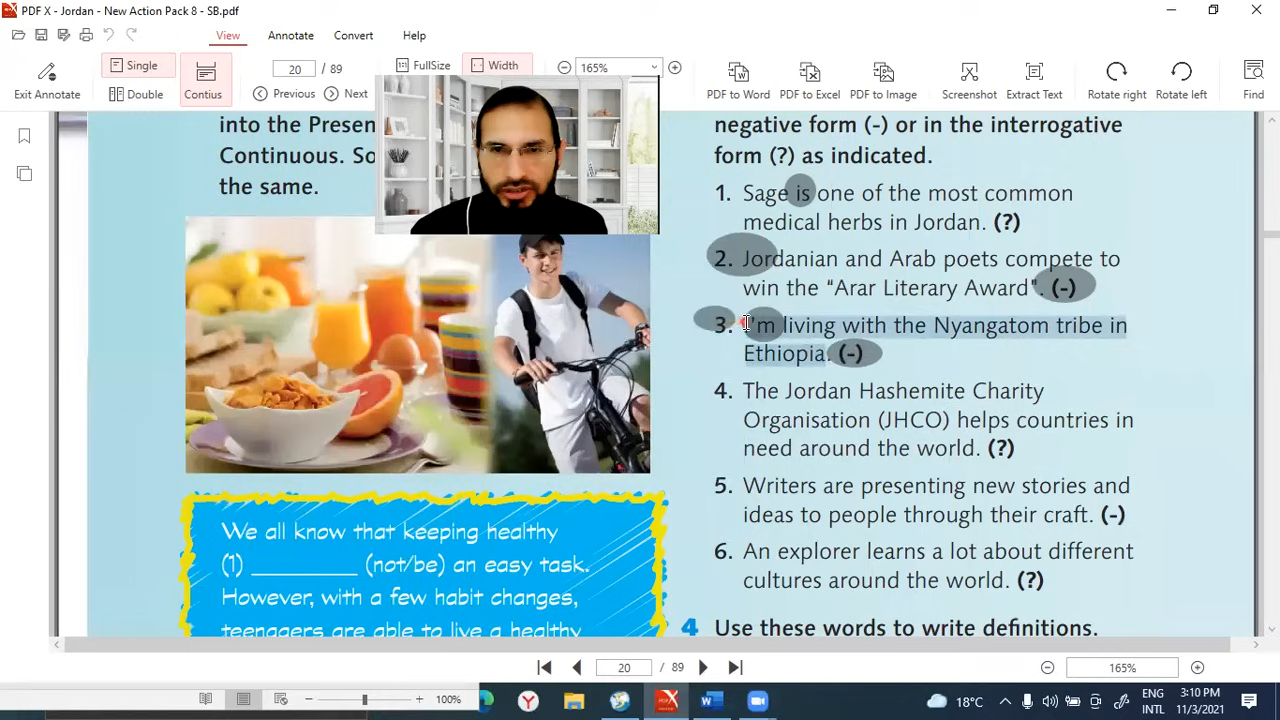 PDF X - Jordan - New Action Pack 8 - SB.pdf
View Annotate Convert Help
Single
Double
Contius
20 / 89
Previous Next
FullSize Width 165%
Exit Annotate
PDF to Word PDF to Excel PDF to Image Screenshot Extract Text Rotate right Rotate left Find
into the Presen
Continuous. So
the same.
We all know that keeping healthy
(1) __________ (not/be) an easy task.
However, with a few habit changes,
teenagers are able to live a healthy
negative form (-) or in the interrogative
form (?) as indicated.
1. Sage is one of the most common
medical herbs in Jordan. (?)
2. Jordanian and Arab poets compete to
win the "Arar Literary Award". (-)
3. I'm living with the Nyangatom tribe in
Ethiopia. (-)
4. The Jordan Hashemite Charity
Organisation (JHCO) helps countries in
need around the world. (?)
5. Writers are presenting new stories and
ideas to people through their craft. (-)
6. An explorer learns a lot about different
cultures around the world. (?)
4 Use these words to write definitions.
20 / 89
165%
100%
18°C
ENG
INTL
3:10 PM
11/3/2021